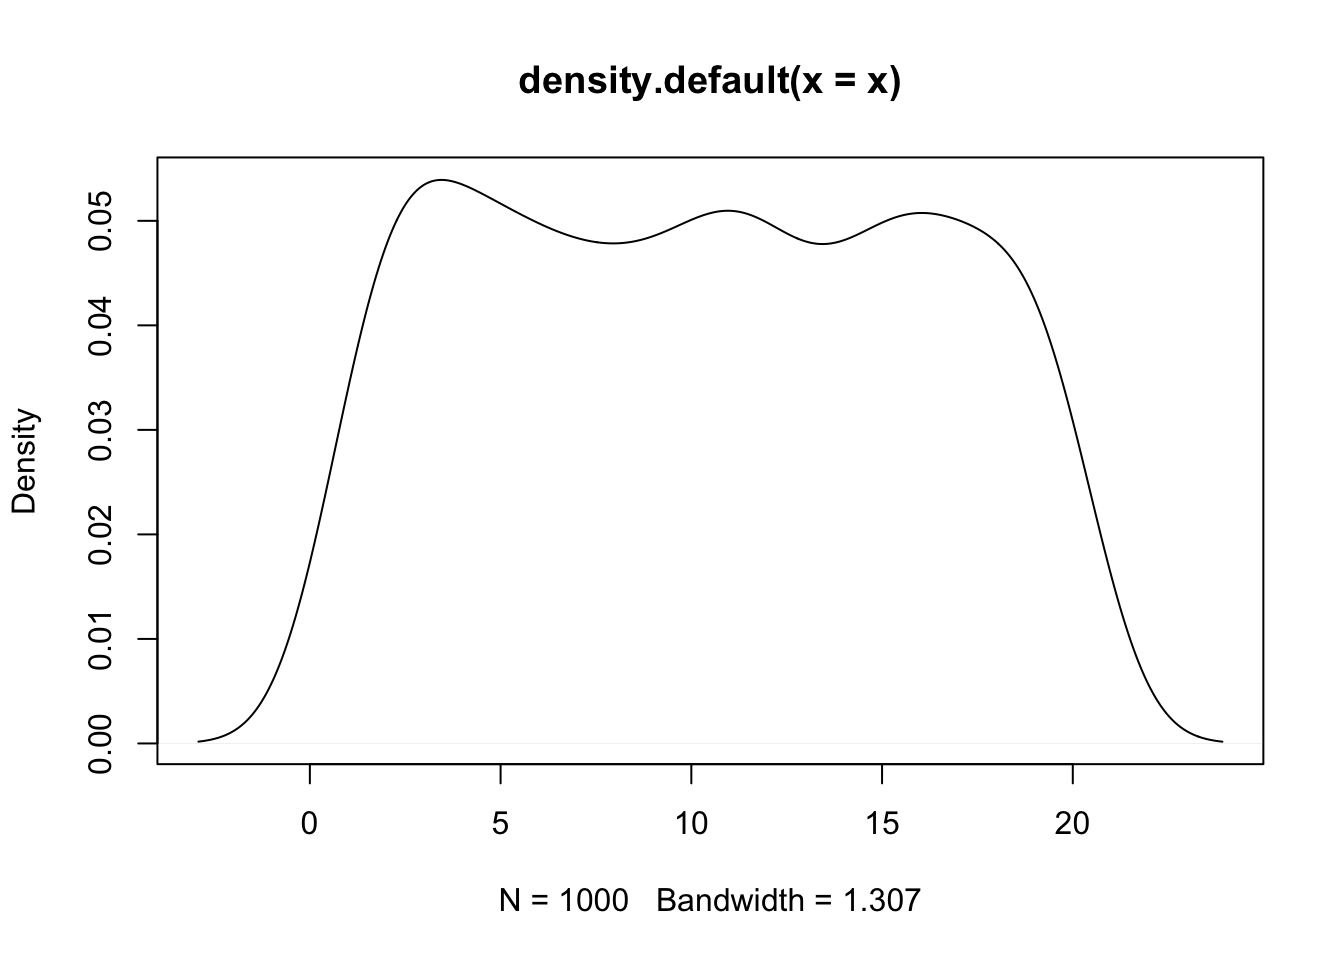 density.default(x = x)
Density
0.00 0.01 0.02 0.03 0.04 0.05
0 5 10 15 20
N = 1000 Bandwidth = 1.307